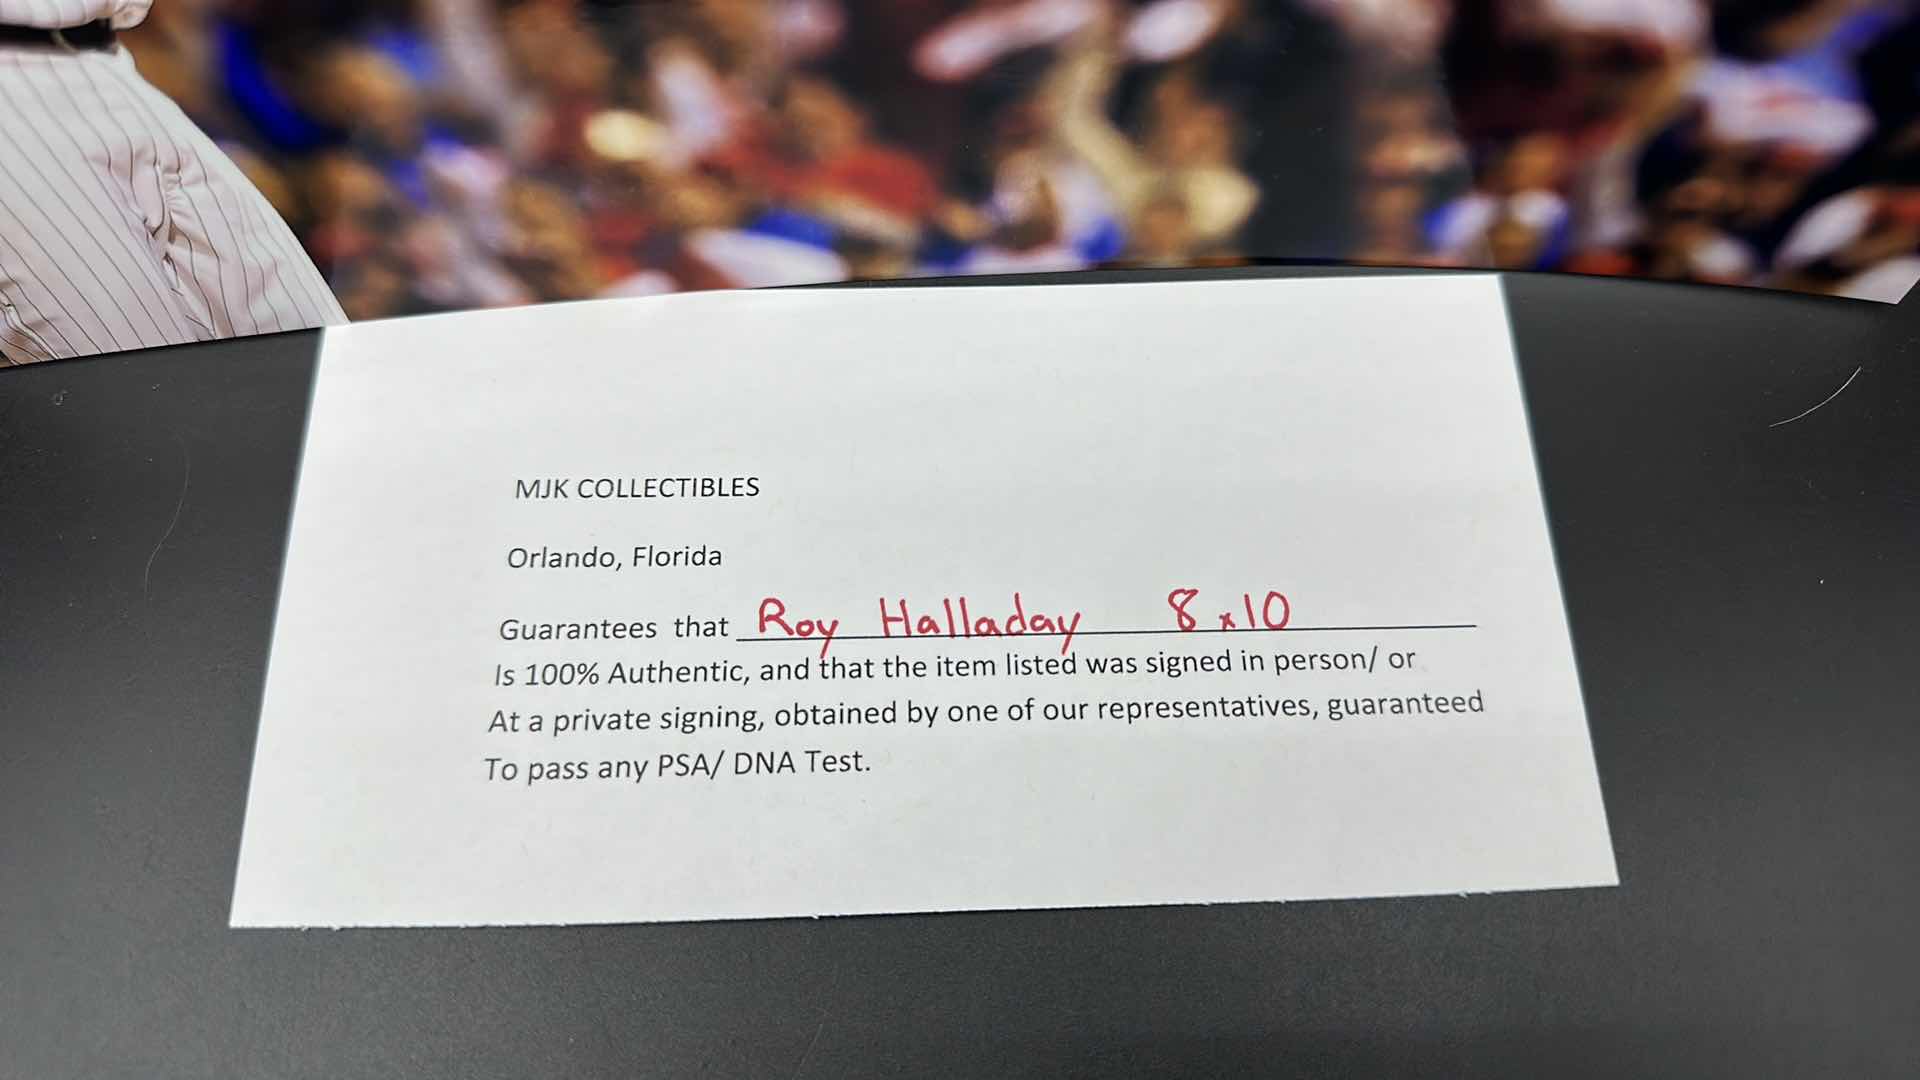 MJK COLLECTIBLES
Orlando, Florida
Guarantees that Roy Halladay 8x10
Is 100% Authentic, and that the item listed was signed in person/ or
At a private signing, obtained by one of our representatives, guaranteed
To pass any PSA/ DNA Test.